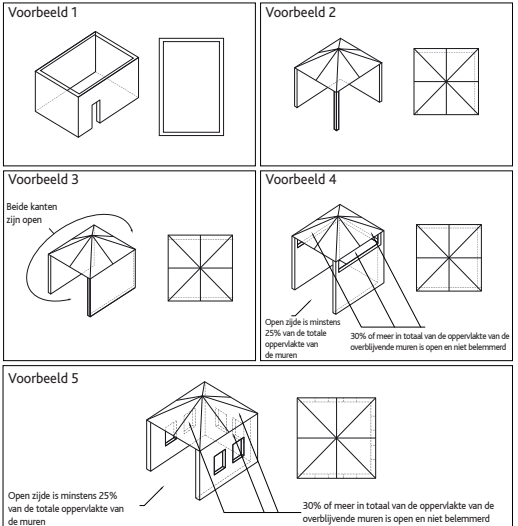 Voorbeeld 1
Voorbeeld 2
Voorbeeld 3
Beide kanten
zijn open
Voorbeeld 4
Open zijde is minstens
25% van de totale
oppervlakte van
de muren
30% of meer in totaal van de oppervlakte van de
overblijvende muren is open en niet belemmerd
Voorbeeld 5
Open zijde is minstens 25%
van de totale oppervlakte van
de muren
30% of meer in totaal van de oppervlakte van de
overblijvende muren is open en niet belemmerd